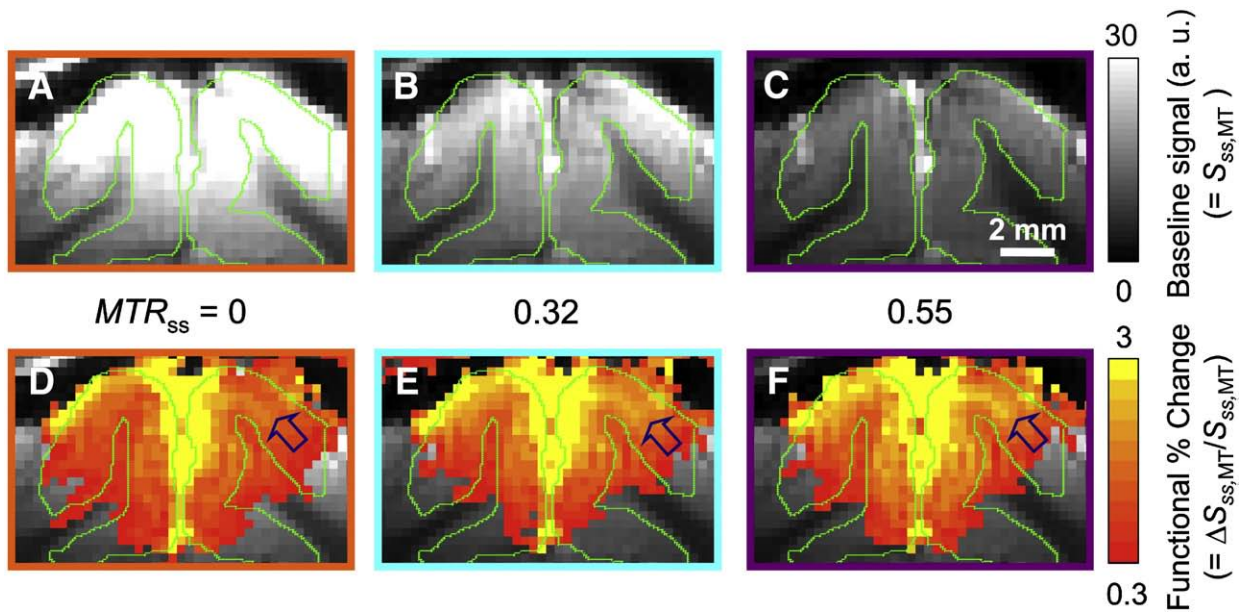 A
B
C
2 mm
30
0
Baseline signal (a. u.)
(= S_ss,MT)
MTR_ss = 0
0.32
0.55
D
E
F
3
0.3
Functional % Change
(= ΔS_ss,MT/S_ss,MT)